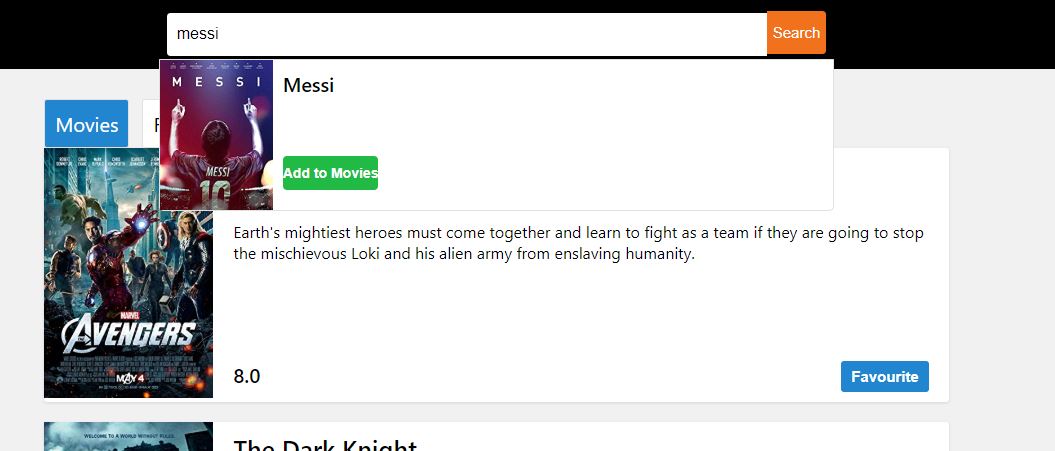 messi
Search
MESSI
Messi
MESSI
10
Add to Movies
Movies
F
Earth's mightiest heroes must come together and learn to fight as a team if they are going to stop
the mischievous Loki and his alien army from enslaving humanity.
MARVEL
THE AVENGERS
MAY 4
8.0
Favourite
WELCOME TO A WORLD WITHOUT RULES.
The Dark Knight